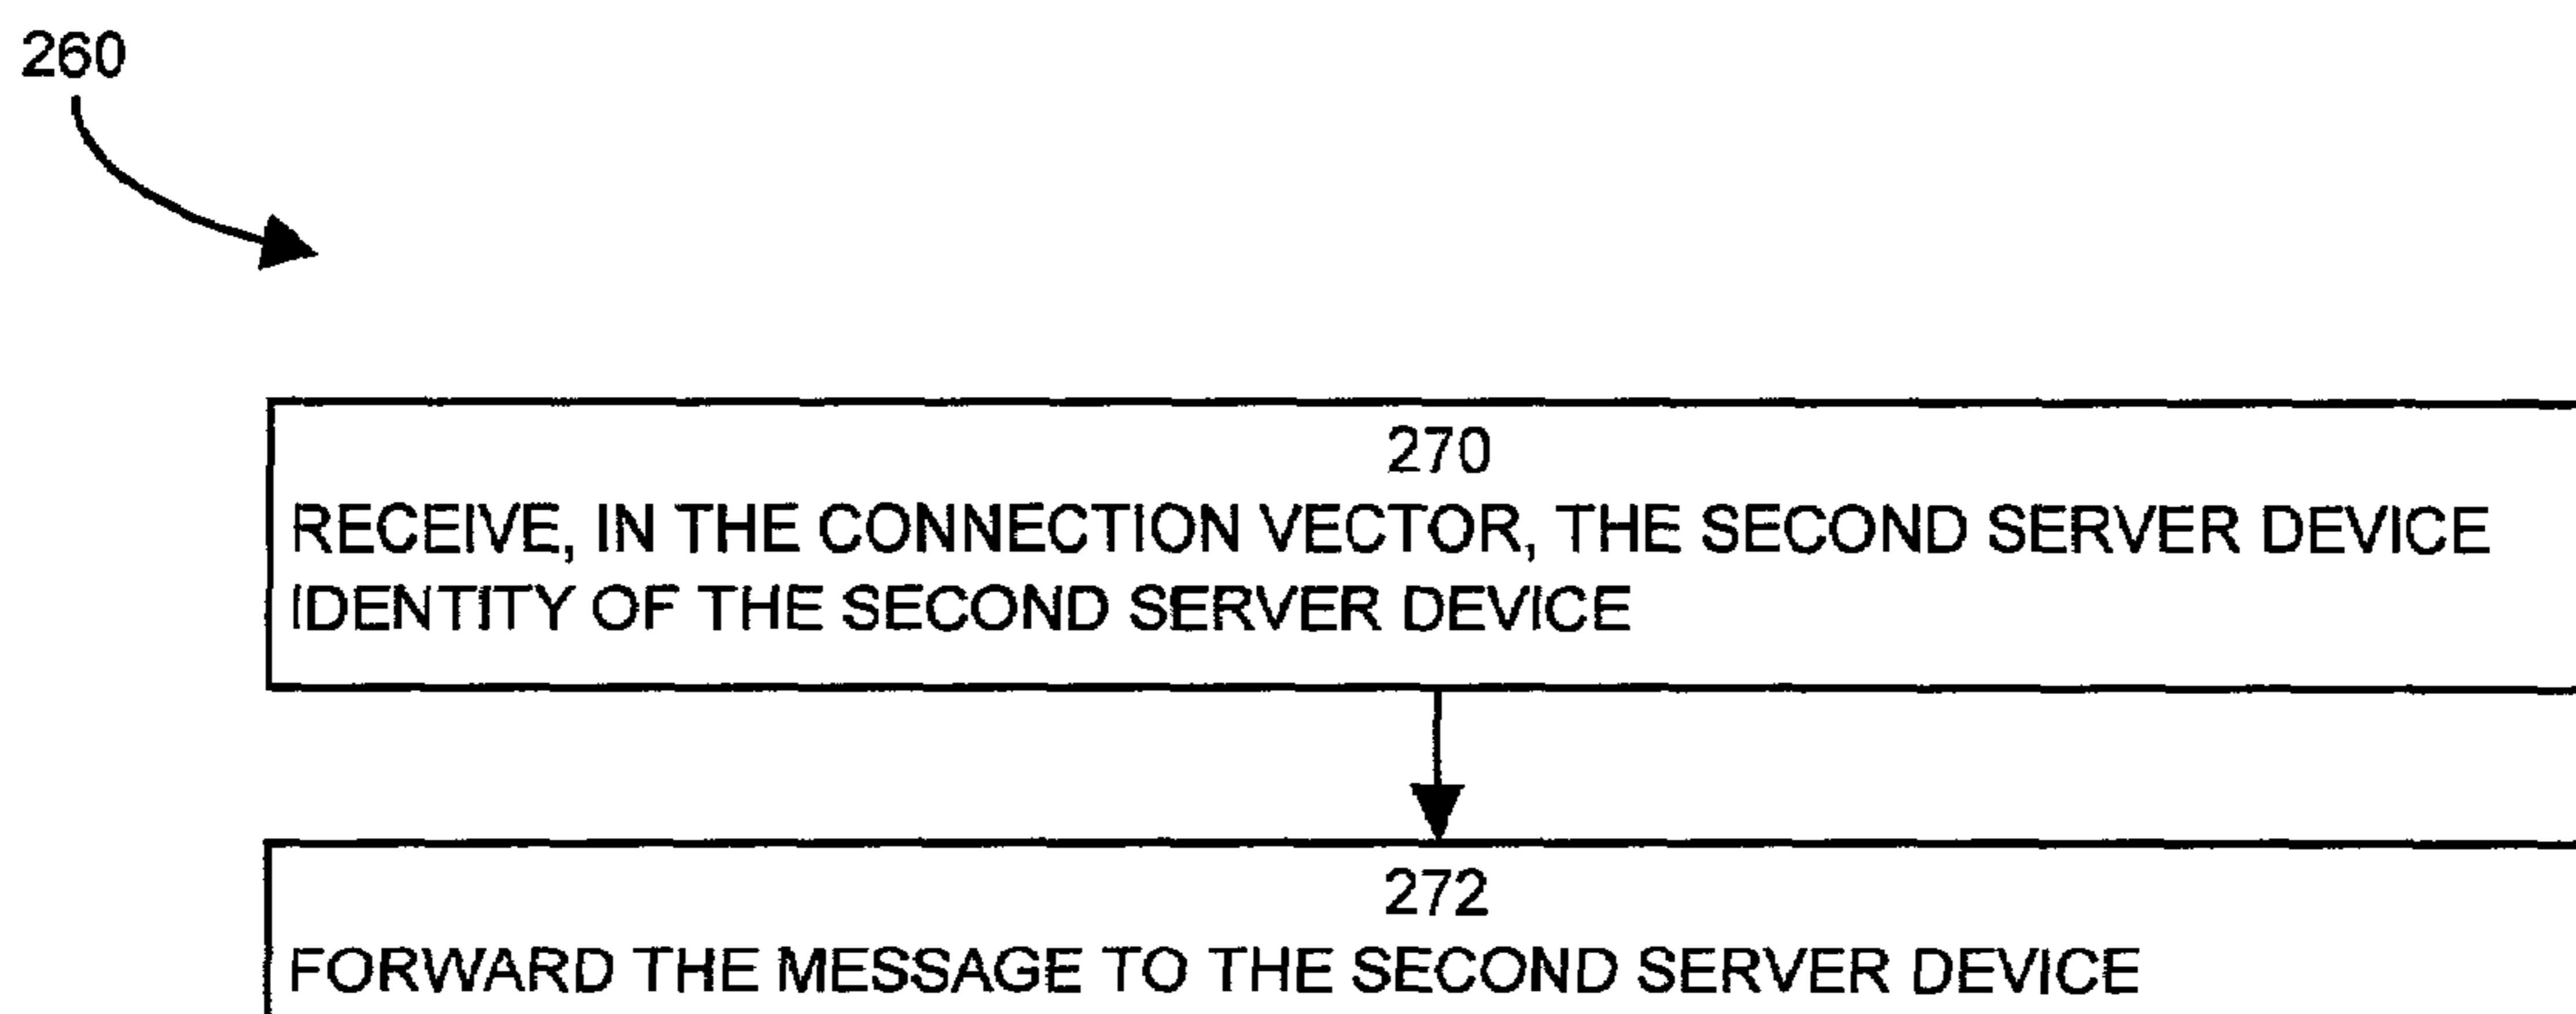 260
270
RECEIVE, IN THE CONNECTION VECTOR, THE SECOND SERVER DEVICE
IDENTITY OF THE SECOND SERVER DEVICE
272
FORWARD THE MESSAGE TO THE SECOND SERVER DEVICE